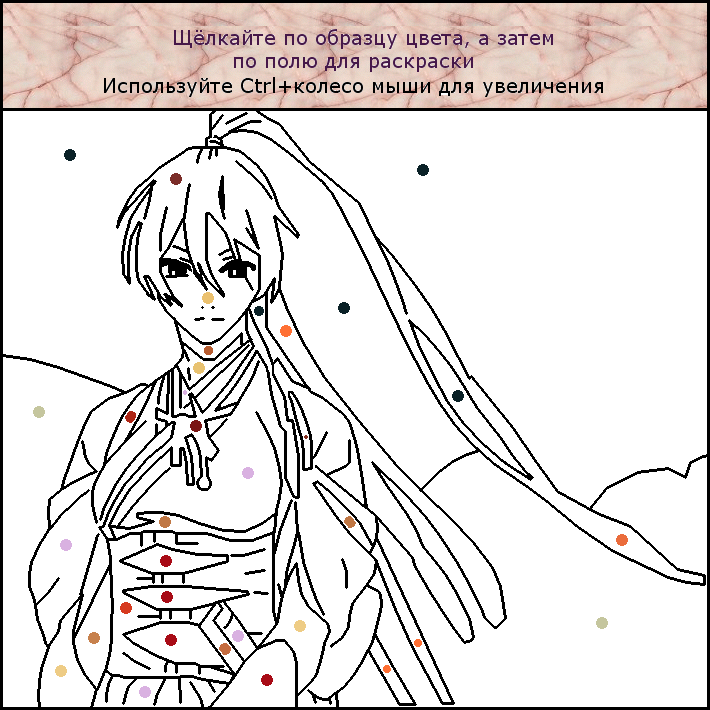 Щёлкайте по образцу цвета, а затем
по полю для раскраски
Используйте Ctrl+колесо мыши для увеличения